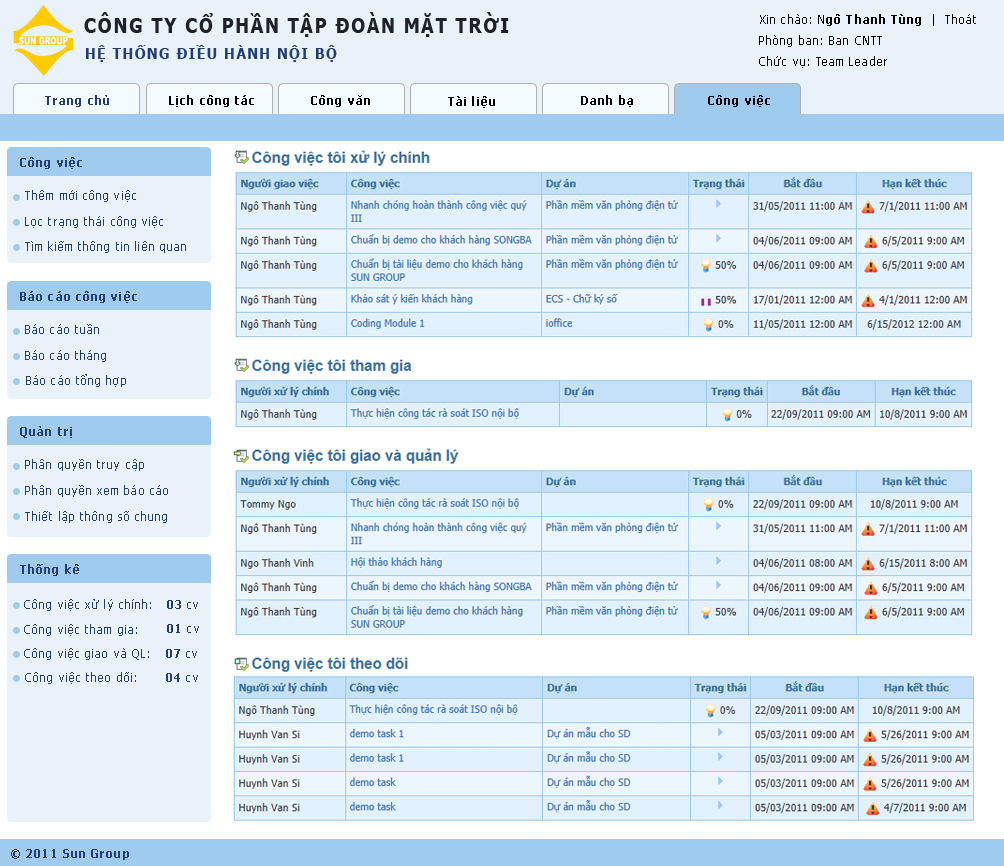 SUN GROUP
CÔNG TY CỔ PHẦN TẬP ĐOÀN MẶT TRỜI
HỆ THỐNG ĐIỀU HÀNH NỘI BỘ
Xin chào: Ngô Thanh Tùng | Thoát
Phòng ban: Ban CNTT
Chức vụ: Team Leader
Trang chủ Lịch công tác Công văn Tài liệu Danh bạ Công việc
Công việc
Thêm mới công việc
Lọc trạng thái công việc
Tìm kiếm thông tin liên quan
Báo cáo công việc
Báo cáo tuần
Báo cáo tháng
Báo cáo tổng hợp
Quản trị
Phân quyền truy cập
Phân quyền xem báo cáo
Thiết lập thông số chung
Thống kê
Công việc xử lý chính: 03 cv
Công việc tham gia: 01 cv
Công việc giao và QL: 07 cv
Công việc theo dõi: 04 cv
Công việc tôi xử lý chính
Người giao việc Công việc Dự án Trạng thái Bắt đầu Hạn kết thúc
Ngô Thanh Tùng Nhanh chóng hoàn thành công việc quý Phần mềm văn phòng điện tử 31/05/2011 11:00 AM 7/1/2011 11:00 AM
III
Ngô Thanh Tùng Chuẩn bị demo cho khách hàng SONGBA Phần mềm văn phòng điện tử 04/06/2011 09:00 AM 6/5/2011 9:00 AM
Ngô Thanh Tùng Chuẩn bị tài liệu demo cho khách hàng Phần mềm văn phòng điện tử 50% 04/06/2011 09:00 AM 6/5/2011 9:00 AM
SUN GROUP
Ngô Thanh Tùng Khảo sát ý kiến khách hàng ECS - Chữ ký số 50% 17/01/2011 12:00 AM 4/1/2011 12:00 AM
Ngô Thanh Tùng Coding Module 1 ioffice 0% 11/05/2011 12:00 AM 6/15/2012 12:00 AM
Công việc tôi tham gia
Người xử lý chính Công việc Dự án Trạng thái Bắt đầu Hạn kết thúc
Ngô Thanh Tùng Thực hiện công tác rà soát ISO nội bộ 0% 22/09/2011 09:00 AM 10/8/2011 9:00 AM
Công việc tôi giao và quản lý
Người xử lý chính Công việc Dự án Trạng thái Bắt đầu Hạn kết thúc
Tommy Ngo Thực hiện công tác rà soát ISO nội bộ 0% 22/09/2011 09:00 AM 10/8/2011 9:00 AM
Ngô Thanh Tùng Nhanh chóng hoàn thành công việc quý Phần mềm văn phòng điện tử 31/05/2011 11:00 AM 7/1/2011 11:00 AM
III
Ngo Thanh Vinh Hội thảo khách hàng 04/06/2011 08:00 AM 6/15/2011 8:00 AM
Ngô Thanh Tùng Chuẩn bị demo cho khách hàng SONGBA Phần mềm văn phòng điện tử 04/06/2011 09:00 AM 6/5/2011 9:00 AM
Ngô Thanh Tùng Chuẩn bị tài liệu demo cho khách hàng Phần mềm văn phòng điện tử 50% 04/06/2011 09:00 AM 6/5/2011 9:00 AM
SUN GROUP
Công việc tôi theo dõi
Người xử lý chính Công việc Dự án Trạng thái Bắt đầu Hạn kết thúc
Ngô Thanh Tùng Thực hiện công tác rà soát ISO nội bộ 0% 22/09/2011 09:00 AM 10/8/2011 9:00 AM
Huynh Van Si demo task 1 Dự án mẫu cho SD 05/03/2011 09:00 AM 5/26/2011 9:00 AM
Huynh Van Si demo task 1 Dự án mẫu cho SD 05/03/2011 09:00 AM 5/26/2011 9:00 AM
Huynh Van Si demo task Dự án mẫu cho SD 05/03/2011 09:00 AM 5/26/2011 9:00 AM
Huynh Van Si demo task Dự án mẫu cho SD 05/03/2011 09:00 AM 4/7/2011 9:00 AM
© 2011 Sun Group